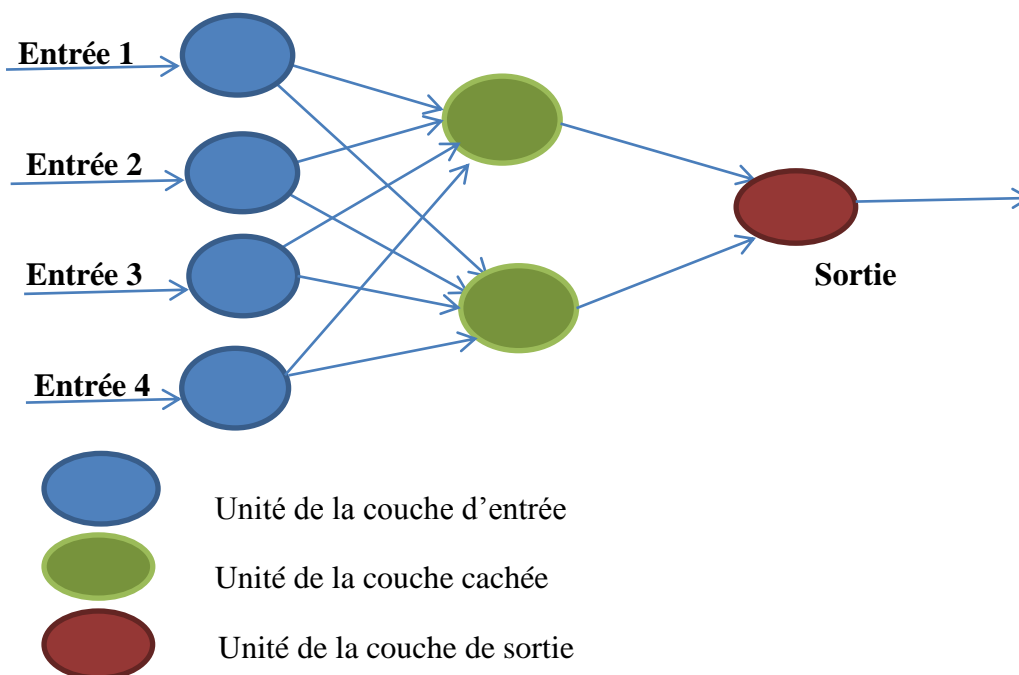 Entrée 1
Entrée 2
Entrée 3
Sortie
Entrée 4
Unité de la couche d’entrée
Unité de la couche cachée
Unité de la couche de sortie